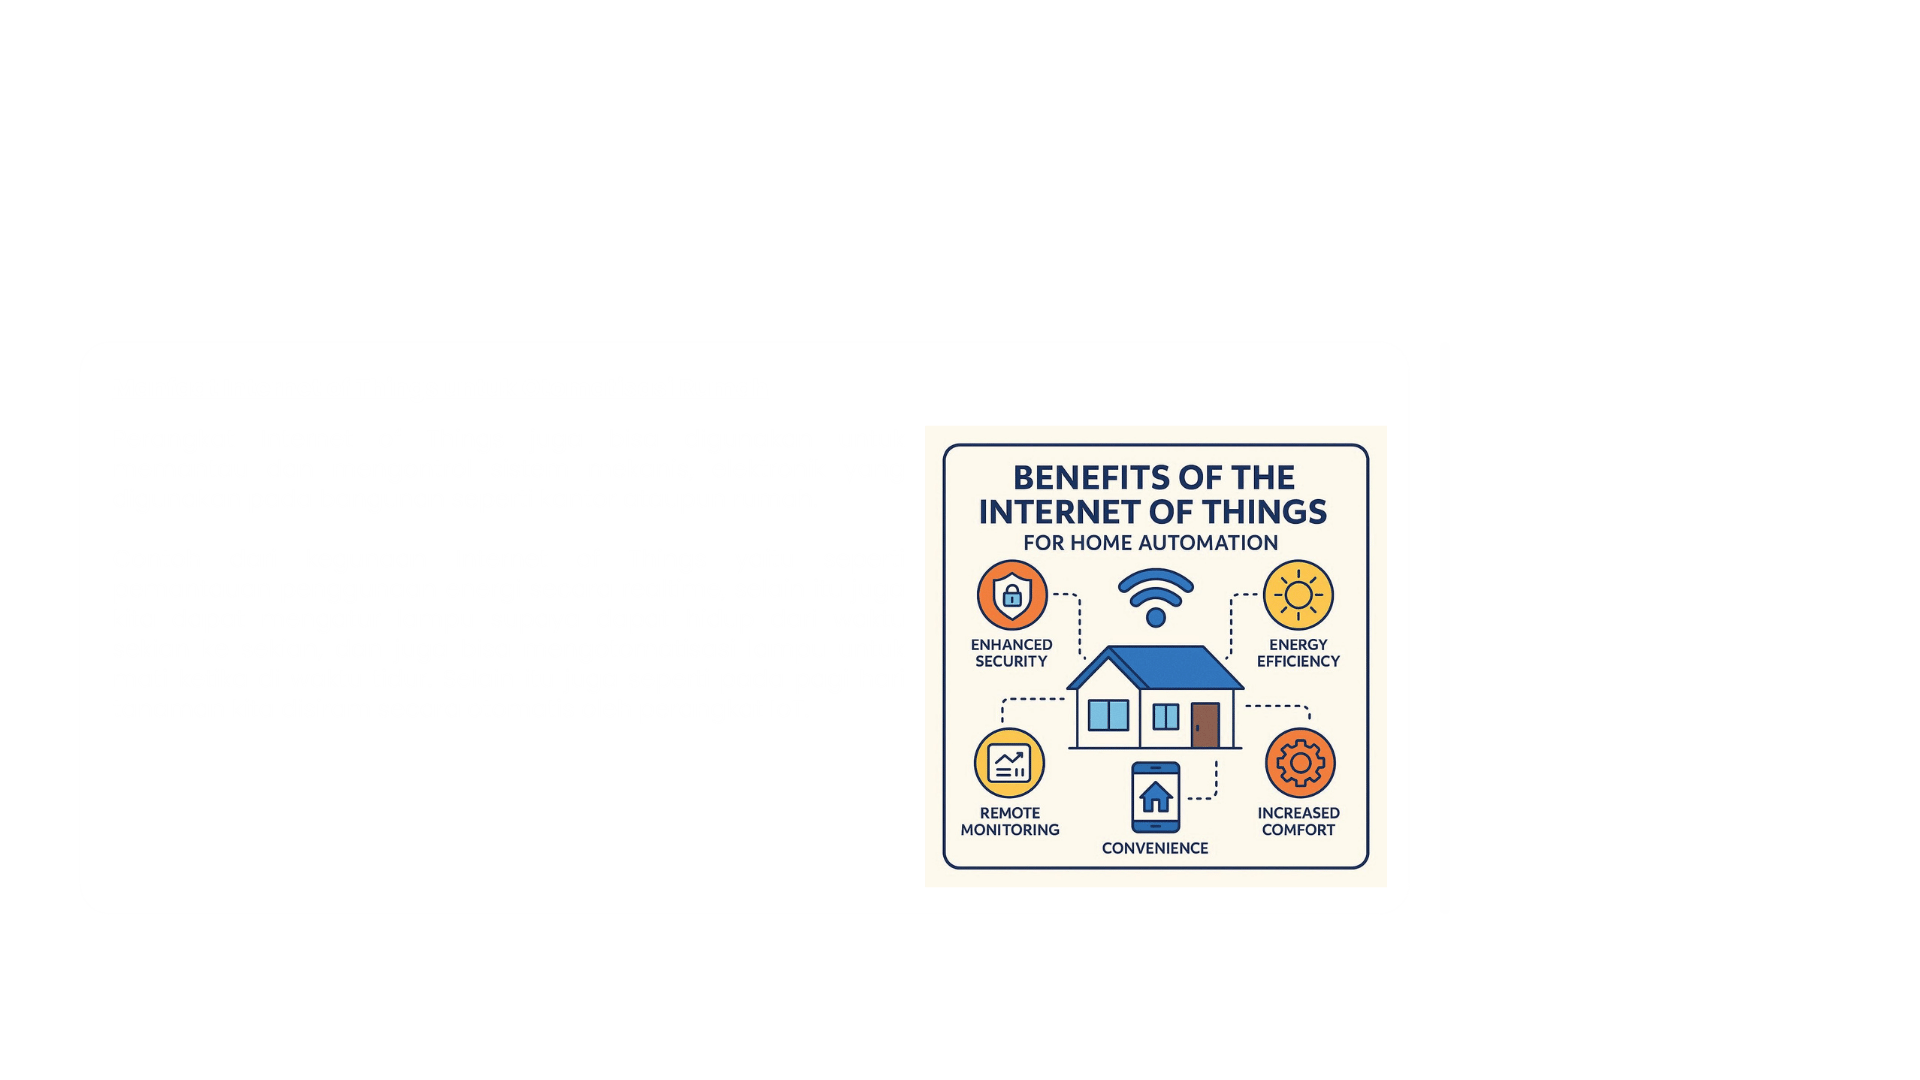 BENEFITS OF THE
INTERNET OF THINGS
FOR HOME AUTOMATION
ENHANCED
SECURITY
ENERGY
EFFICIENCY
REMOTE
MONITORING
CONVENIENCE
INCREASED
COMFORT